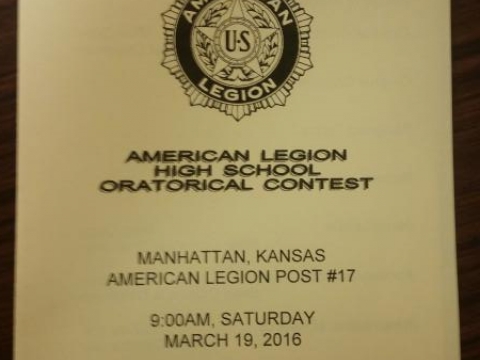 AMERICAN
U.S
LEGION
AMERICAN LEGION
HIGH SCHOOL
ORATORICAL CONTEST
MANHATTAN, KANSAS
AMERICAN LEGION POST #17
9:00AM, SATURDAY
MARCH 19, 2016